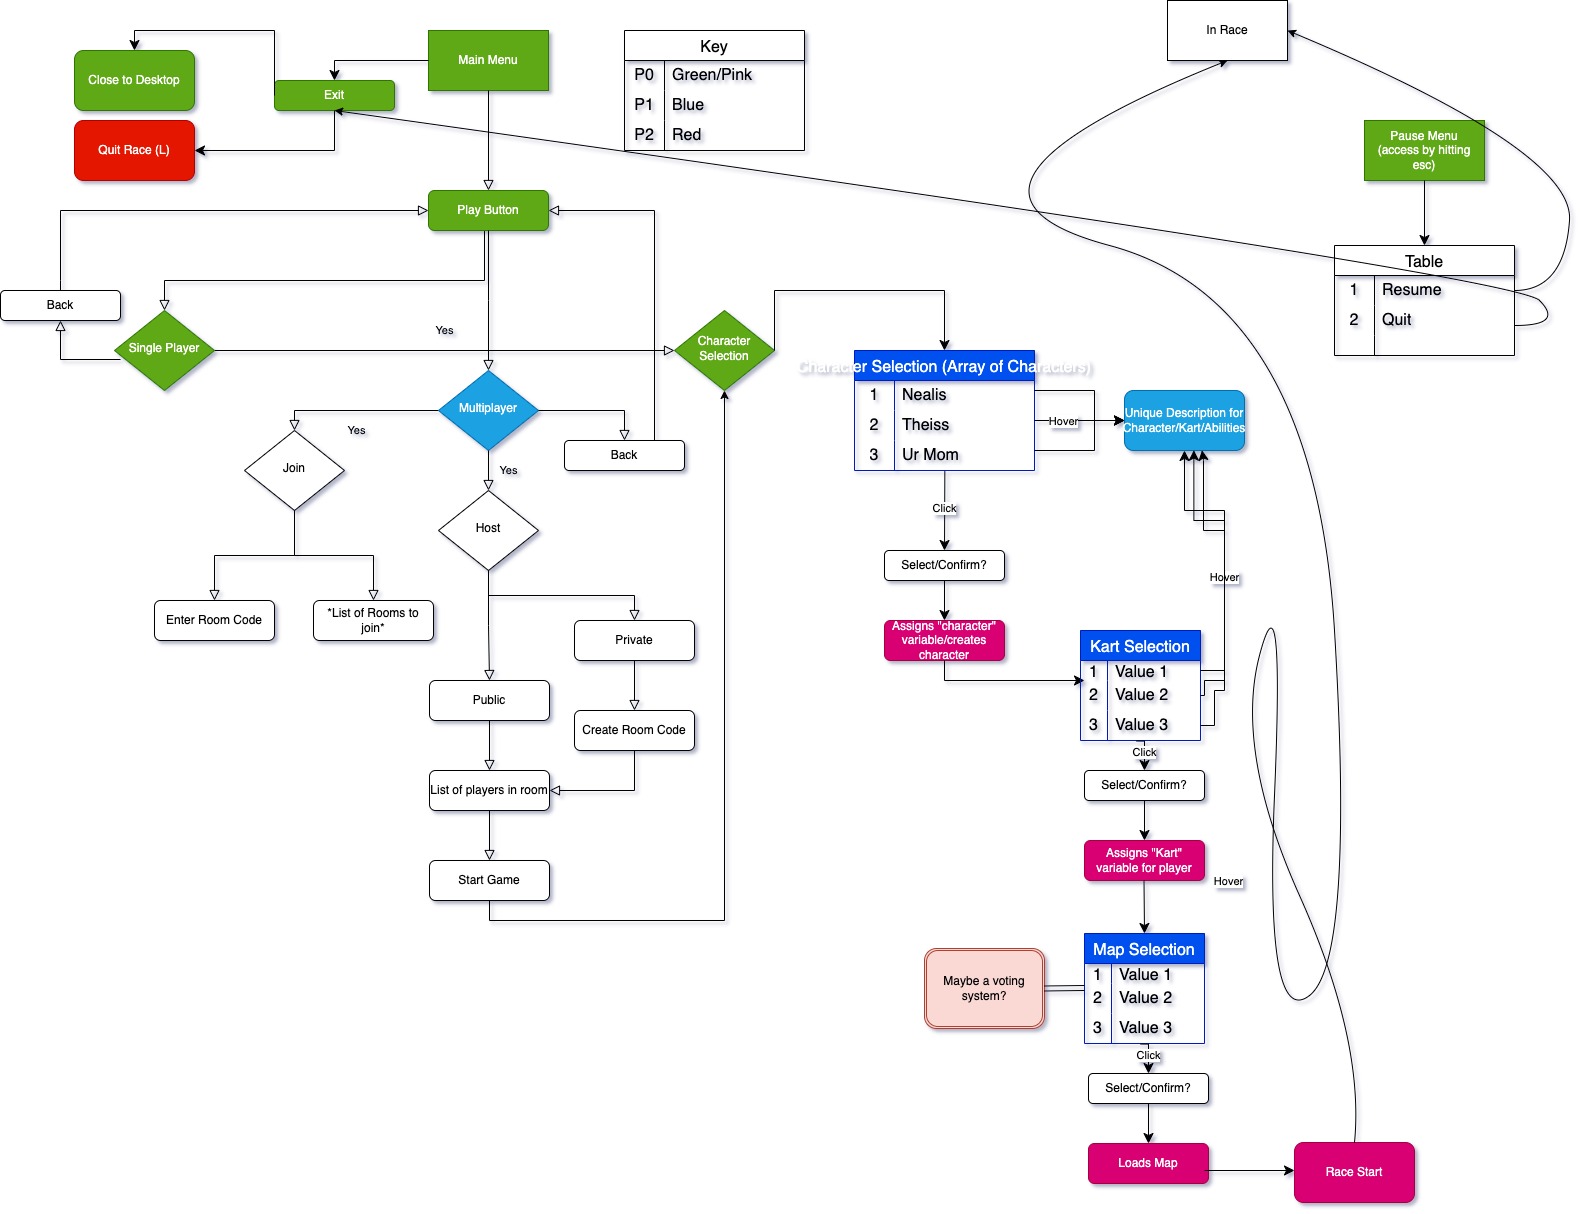 In Race
Main Menu
Key
P0 Green/Pink
P1 Blue
P2 Red
Close to Desktop
Exit
Quit Race (L)
Pause Menu
(access by hitting
esc)
Play Button
Table
1 Resume
2 Quit
Back
Yes
Single Player
Character
Selection
Character Selection (Array of Characters)
1 Nealis
2 Theiss
3 Ur Mom
Hover
Unique Description for
Character/Kart/Abilities
Multiplayer
Yes
Back
Join
Yes
Host
Click
Select/Confirm?
Hover
Enter Room Code
*List of Rooms to
join*
Private
Assigns "character"
variable/creates
character
Kart Selection
1 Value 1
2 Value 2
3 Value 3
Public
Create Room Code
Click
Select/Confirm?
List of players in room
Assigns "Kart"
variable for player
Hover
Start Game
Map Selection
1 Value 1
2 Value 2
3 Value 3
Maybe a voting
system?
Click
Select/Confirm?
Loads Map
Race Start